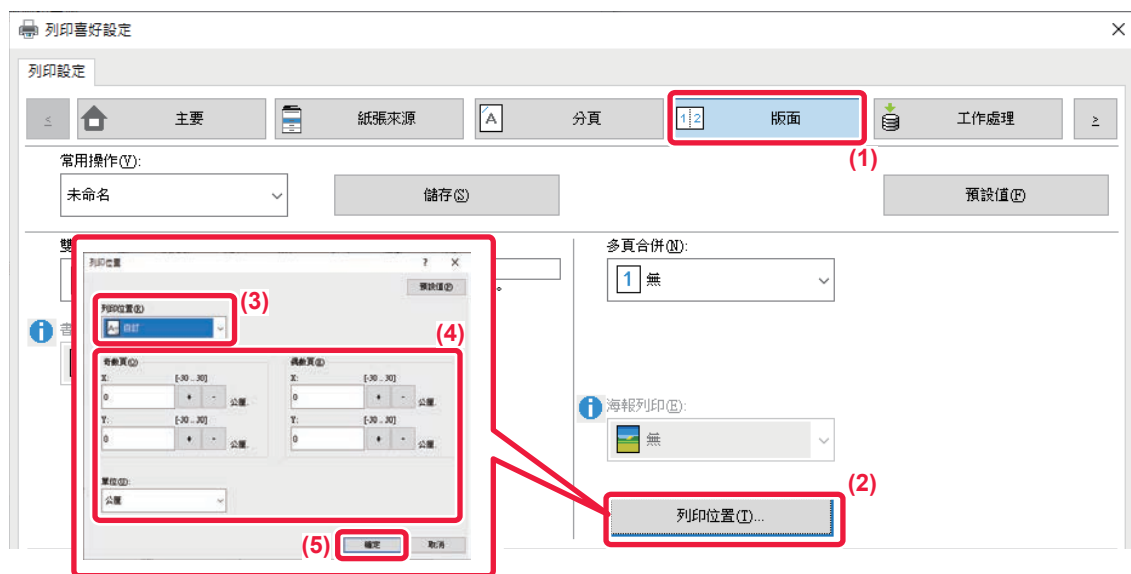 列印喜好設定
列印設定
< 主要 紙張來源 A 分頁 1 2 版面 工作處理 >
(1)
常用操作(Y):
未命名 儲存(S) 預設值(F)
雙
列印位置 ? X
預設值(D)
列印位置(R)
自訂
(3)
(4)
奇數頁(O) 偶數頁(E)
X: [-30 .. 30] X: [-30 .. 30]
0 + - 公厘. 0 + - 公厘.
Y: [-30 .. 30] Y: [-30 .. 30]
0 + - 公厘. 0 + - 公厘.
單位(U):
公厘
(5) 確定 取消
書
多頁合併(N):
1 無
海報列印(E):
無
(2)
列印位置(T)...